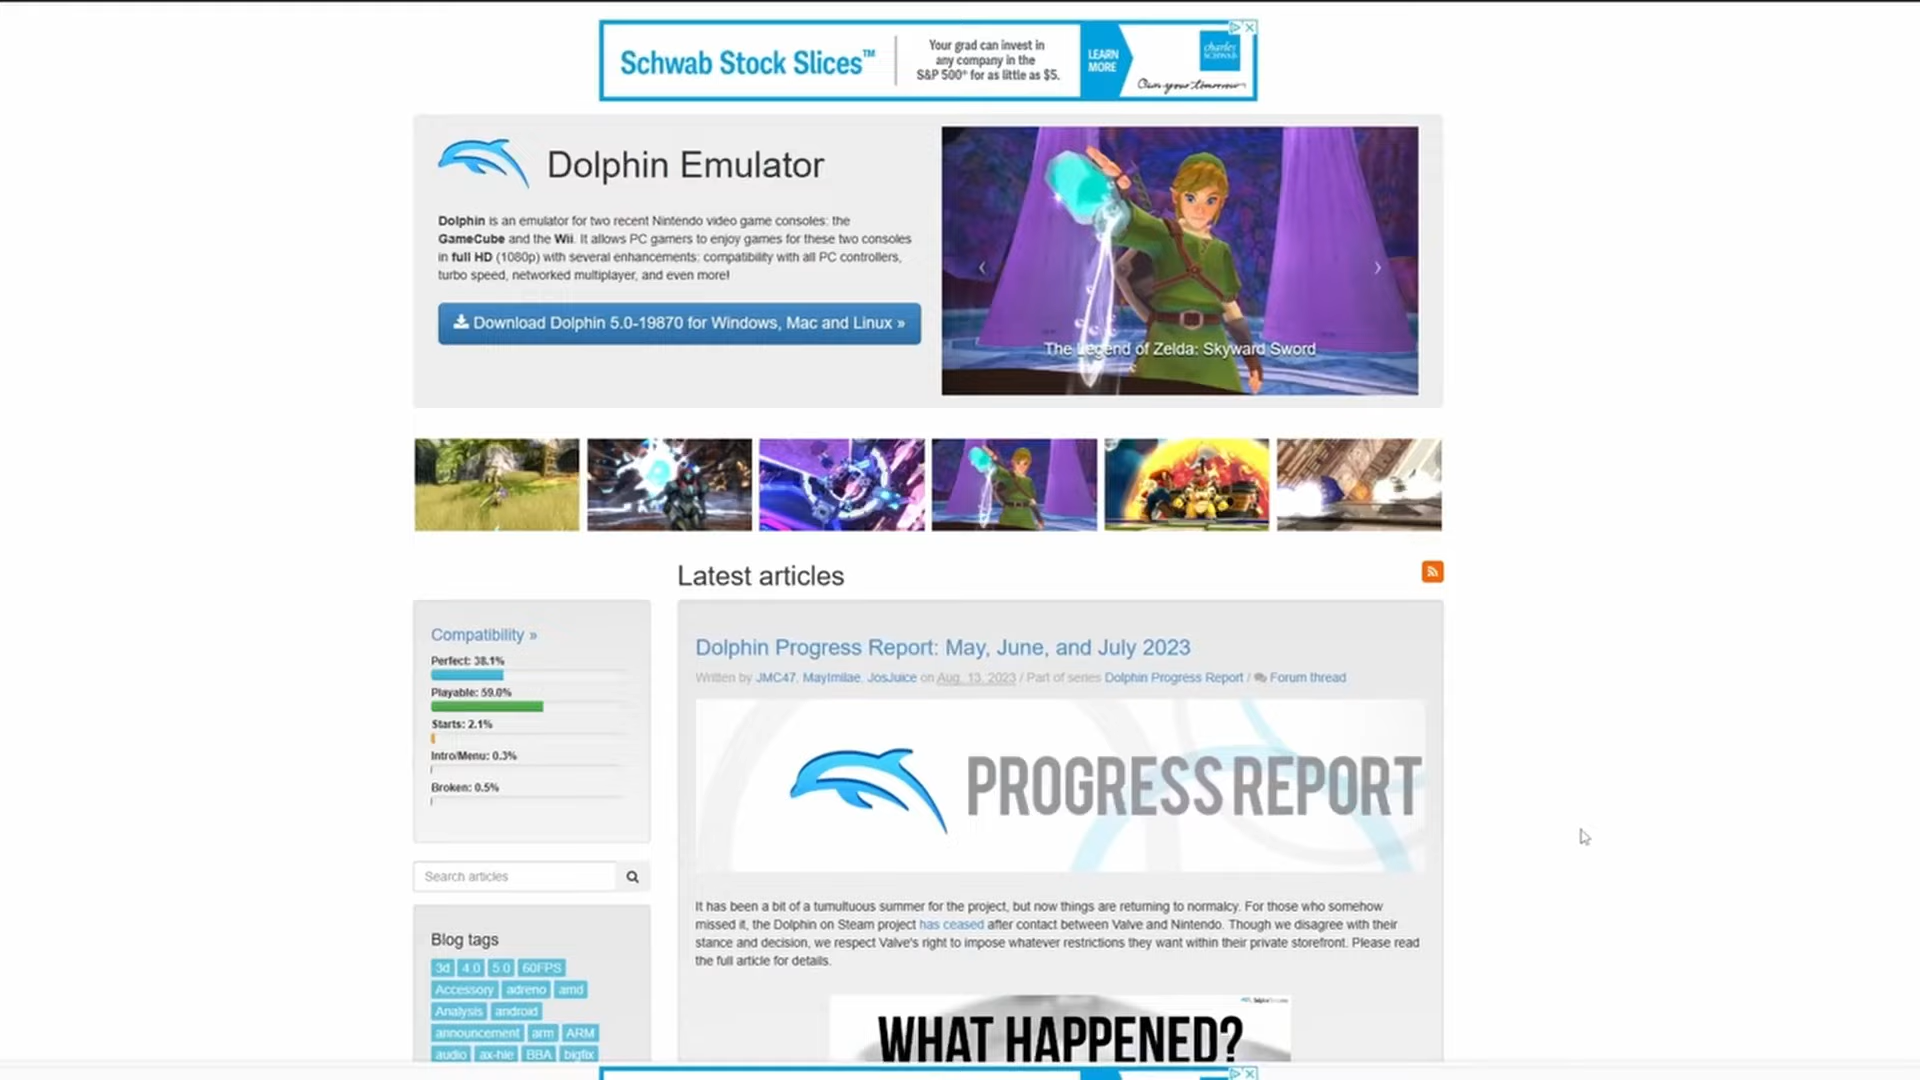 Schwab Stock Slices™
Your grad can invest in
any company in the
S&P 500® for as little as $5.
LEARN
MORE
charles
SCHWAB
Own your tomorrow
Dolphin Emulator
Dolphin is an emulator for two recent Nintendo video game consoles: the
GameCube and the Wii. It allows PC gamers to enjoy games for these two consoles
in full HD (1080p) with several enhancements: compatibility with all PC controllers,
turbo speed, networked multiplayer, and even more!
Download Dolphin 5.0-19870 for Windows, Mac and Linux »
The Legend of Zelda: Skyward Sword
Latest articles
Compatibility »
Perfect: 38.1%
Playable: 59.0%
Starts: 2.1%
Intro/Menu: 0.3%
Broken: 0.5%
Search articles
Blog tags
3d 4.0 5.0 60FPS
Accessory adreno amd
Analysis android
announcement arm ARM
audio ax-hle BBA bigfix
Dolphin Progress Report: May, June, and July 2023
Written by JMC47, MayImilae, JosJuice on Aug. 13, 2023 / Part of series Dolphin Progress Report / Forum thread
PROGRESS REPORT
It has been a bit of a tumultuous summer for the project, but now things are returning to normalcy. For those who somehow
missed it, the Dolphin on Steam project has ceased after contact between Valve and Nintendo. Though we disagree with their
stance and decision, we respect Valve's right to impose whatever restrictions they want within their private storefront. Please read
the full article for details.
WHAT HAPPENED?